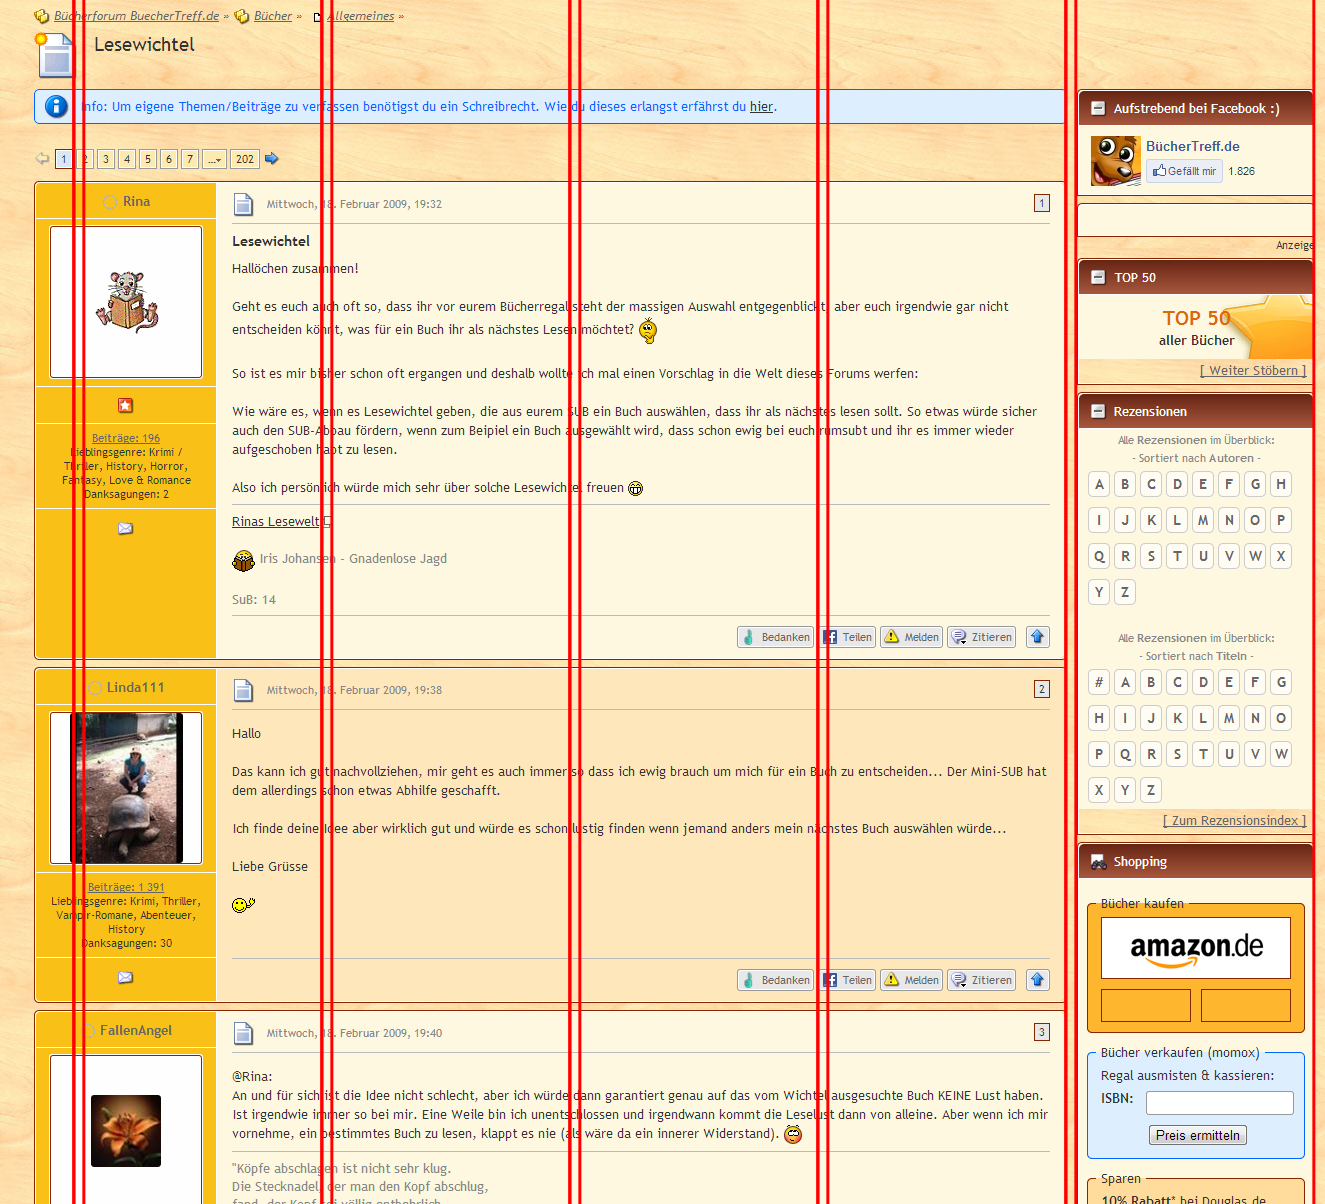 Bücherforum BuecherTreff.de » Bücher » Allgemeines »
Lesewichtel
Info: Um eigene Themen/Beiträge zu verfassen benötigst du ein Schreibrecht. Wie du dieses erlangst erfährst du hier.
1 2 3 4 5 6 7 ... 202
Rina
Mittwoch, 18. Februar 2009, 19:32
1
Lesewichtel
Hallöchen zusammen!
Geht es euch auch oft so, dass ihr vor eurem Bücherregal steht der massigen Auswahl entgegenblickt, aber euch irgendwie gar nicht
entscheiden könnt, was für ein Buch ihr als nächstes Lesen möchtet?
So ist es mir bisher schon oft ergangen und deshalb wollte ich mal einen Vorschlag in die Welt dieses Forums werfen:
Wie wäre es, wenn es Lesewichtel geben, die aus eurem SUB ein Buch auswählen, dass ihr als nächstes lesen sollt. So etwas würde sicher
auch den SUB-Abbau fördern, wenn zum Beipiel ein Buch ausgewählt wird, dass schon ewig bei euch rumsubt und ihr es immer wieder
aufgeschoben habt zu lesen.
Also ich persönlich würde mich sehr über solche Lesewichtel freuen
Beiträge: 196
Lieblingsgenre: Krimi /
Thriller, History, Horror,
Fantasy, Love & Romance
Danksagungen: 2
Rinas Lesewelt
Iris Johansen - Gnadenlose Jagd
SuB: 14
Bedanken Teilen Melden Zitieren
Linda111
Mittwoch, 18. Februar 2009, 19:38
2
Hallo
Das kann ich gut nachvollziehen, mir geht es auch immer so dass ich ewig brauch um mich für ein Buch zu entscheiden... Der Mini-SUB hat
dem allerdings schon etwas Abhilfe geschafft.
Ich finde deine Idee aber wirklich gut und würde es schon lustig finden wenn jemand anders mein nächstes Buch auswählen würde...
Liebe Grüsse
Beiträge: 1 391
Lieblingsgenre: Krimi, Thriller,
Vampir-Romane, Abenteuer,
History
Danksagungen: 30
Bedanken Teilen Melden Zitieren
FallenAngel
Mittwoch, 18. Februar 2009, 19:40
3
@Rina:
An und für sich ist die Idee nicht schlecht, aber ich würde dann garantiert genau auf das vom Wichtel ausgesuchte Buch KEINE Lust haben.
Ist irgendwie immer so bei mir. Eine Weile bin ich unentschlossen und irgendwann kommt die Leselust dann von alleine. Aber wenn ich mir
vornehme, ein bestimmtes Buch zu lesen, klappt es nie (als wäre da ein innerer Widerstand).
"Köpfe abschlagen ist nicht sehr klug.
Die Stecknadel, der man den Kopf abschlug,
fand, der Kopf sei völlig entbehrlich
Aufstrebend bei Facebook :)
BücherTreff.de
Gefällt mir 1.826
Anzeige
TOP 50
TOP 50
aller Bücher
[ Weiter Stöbern ]
Rezensionen
Alle Rezensionen im Überblick:
- Sortiert nach Autoren -
A B C D E F G H
I J K L M N O P
Q R S T U V W X
Y Z
Alle Rezensionen im Überblick:
- Sortiert nach Titeln -
# A B C D E F G
H I J K L M N O
P Q R S T U V W
X Y Z
[ Zum Rezensionsindex ]
Shopping
Bücher kaufen
amazon.de
Bücher verkaufen (momox)
Regal ausmisten & kassieren:
ISBN:
Preis ermitteln
Sparen
10% Rabatt* bei Douglas.de